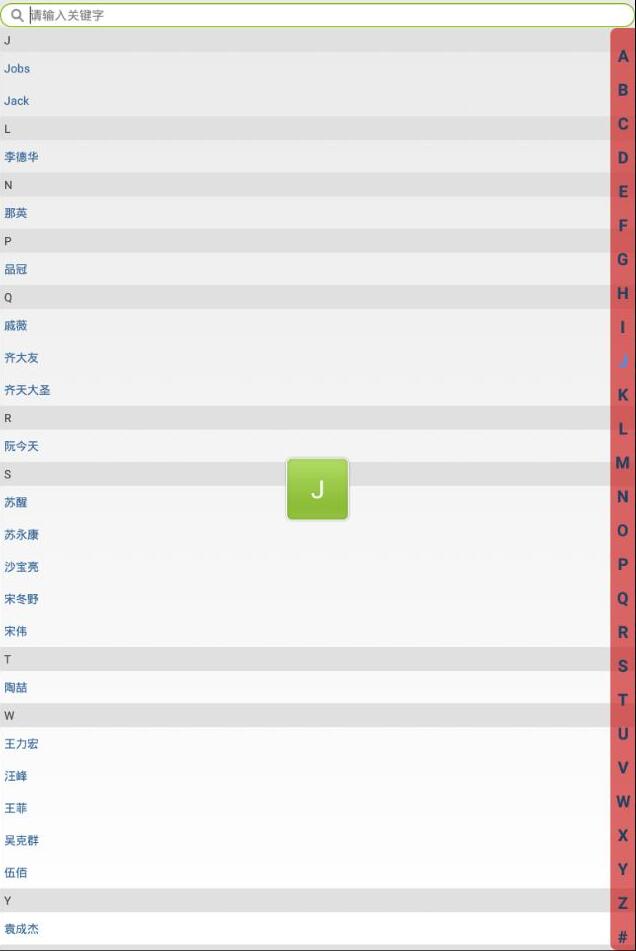 请输入关键字
J
Jobs
Jack
L
李德华
N
那英
P
品冠
Q
戚薇
齐大友
齐天大圣
R
阮今天
S
苏醒
苏永康
沙宝亮
宋冬野
宋伟
T
陶喆
W
王力宏
汪峰
王菲
吴克群
伍佰
Y
袁成杰
J
A
B
C
D
E
F
G
H
I
J
K
L
M
N
O
P
Q
R
S
T
U
V
W
X
Y
Z
#